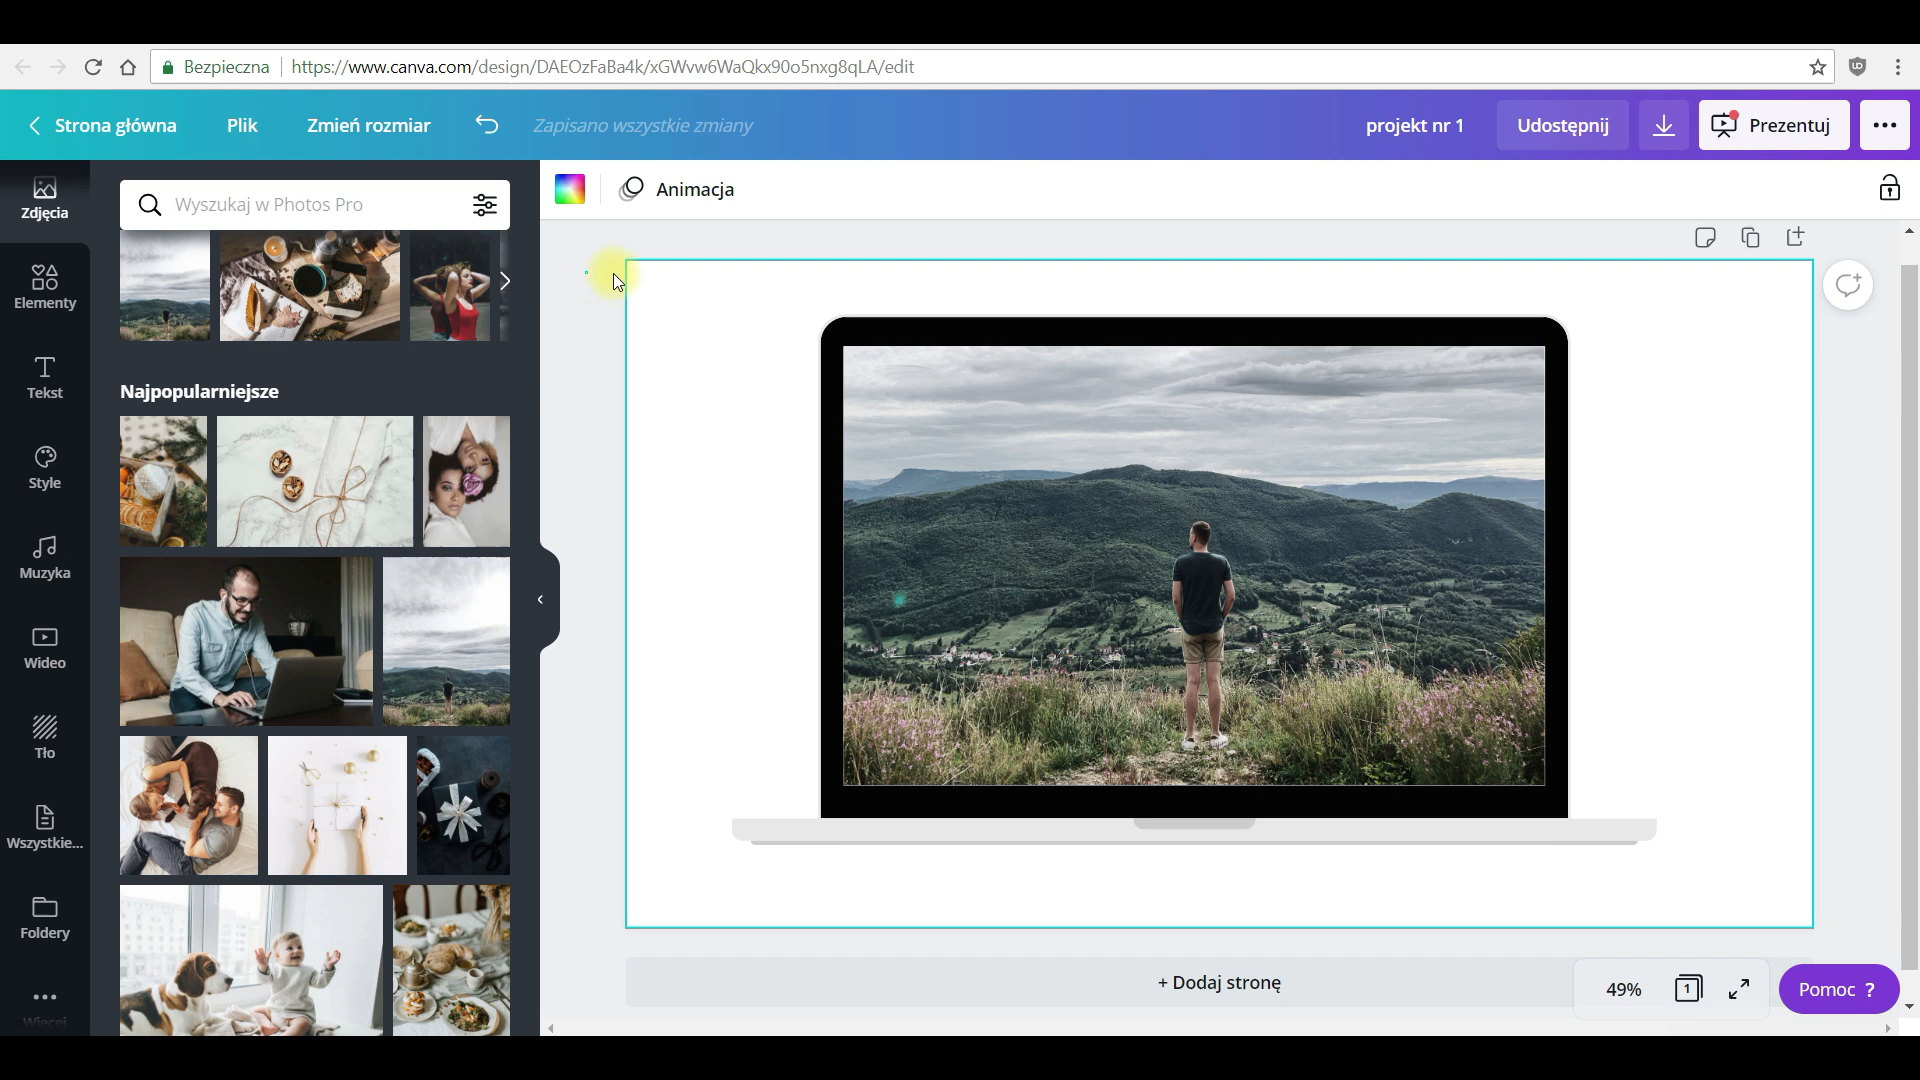 Bezpieczna https://www.canva.com/design/DAEOzFaBa4k/xGWvw6WaQkx90o5nxg8qLA/edit
Strona główna Plik Zmień rozmiar Zapisano wszystkie zmiany projekt nr 1 Udostępnij Prezentuj
Zdjęcia
Wyszukaj w Photos Pro
Animacja
Elementy
Tekst
Najpopularniejsze
Style
Muzyka
Wideo
Tło
Wszystkie...
Foldery
Więcej
+ Dodaj stronę
49% 1 Pomoc ?